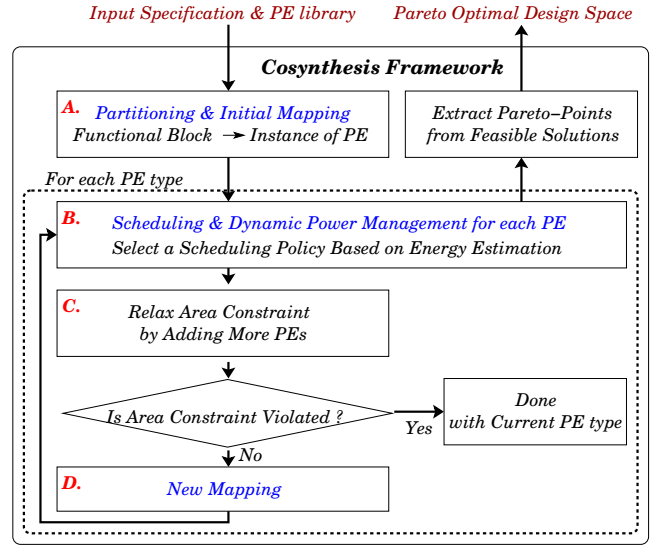 Input Specification & PE library
Pareto Optimal Design Space
Cosynthesis Framework
A.
Partitioning & Initial Mapping
Functional Block → Instance of PE
Extract Pareto−Points
from Feasible Solutions
For each PE type
B.
Scheduling & Dynamic Power Management for each PE
Select a Scheduling Policy Based on Energy Estimation
C.
Relax Area Constraint
by Adding More PEs
Is Area Constraint Violated ?
Yes
Done
with Current PE type
No
D.
New Mapping